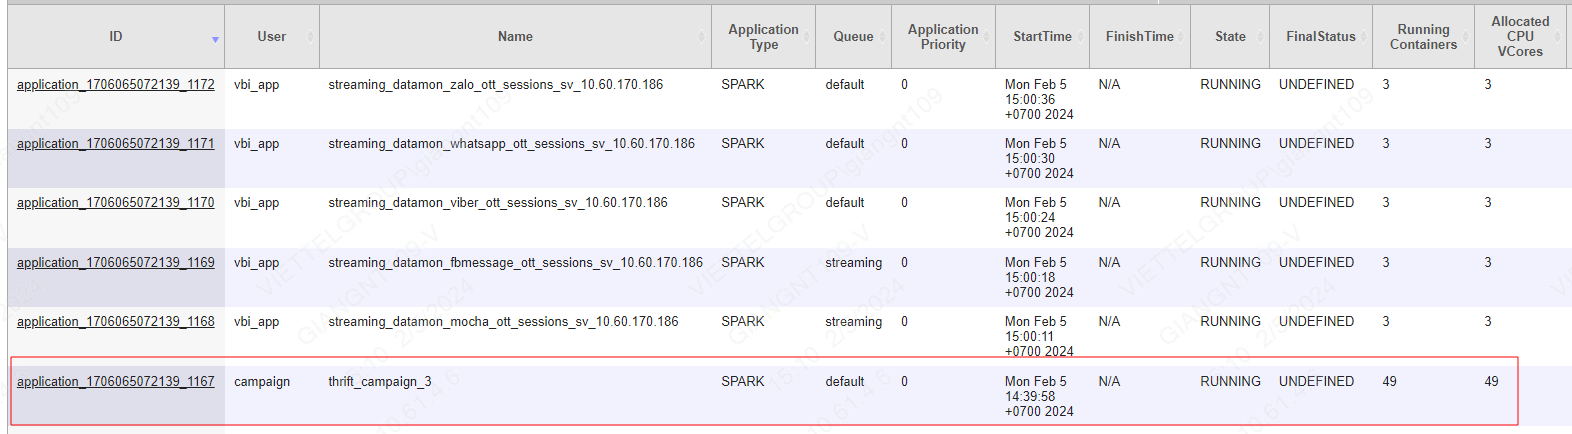 ID User Name Application Type Queue Application Priority StartTime FinishTime State FinalStatus Running Containers Allocated CPU VCores
application_1706065072139_1172 vbi_app streaming_datamon_zalo_ott_sessions_sv_10.60.170.186 SPARK default 0 Mon Feb 5 15:00:36 +0700 2024 N/A RUNNING UNDEFINED 3 3
application_1706065072139_1171 vbi_app streaming_datamon_whatsapp_ott_sessions_sv_10.60.170.186 SPARK default 0 Mon Feb 5 15:00:30 +0700 2024 N/A RUNNING UNDEFINED 3 3
application_1706065072139_1170 vbi_app streaming_datamon_viber_ott_sessions_sv_10.60.170.186 SPARK default 0 Mon Feb 5 15:00:24 +0700 2024 N/A RUNNING UNDEFINED 3 3
application_1706065072139_1169 vbi_app streaming_datamon_fbmessage_ott_sessions_sv_10.60.170.186 SPARK streaming 0 Mon Feb 5 15:00:18 +0700 2024 N/A RUNNING UNDEFINED 3 3
application_1706065072139_1168 vbi_app streaming_datamon_mocha_ott_sessions_sv_10.60.170.186 SPARK streaming 0 Mon Feb 5 15:00:11 +0700 2024 N/A RUNNING UNDEFINED 3 3
application_1706065072139_1167 campaign thrift_campaign_3 SPARK default 0 Mon Feb 5 14:39:58 +0700 2024 N/A RUNNING UNDEFINED 49 49
VIETTELGROUP\giangnt109
GIANGNT109-V